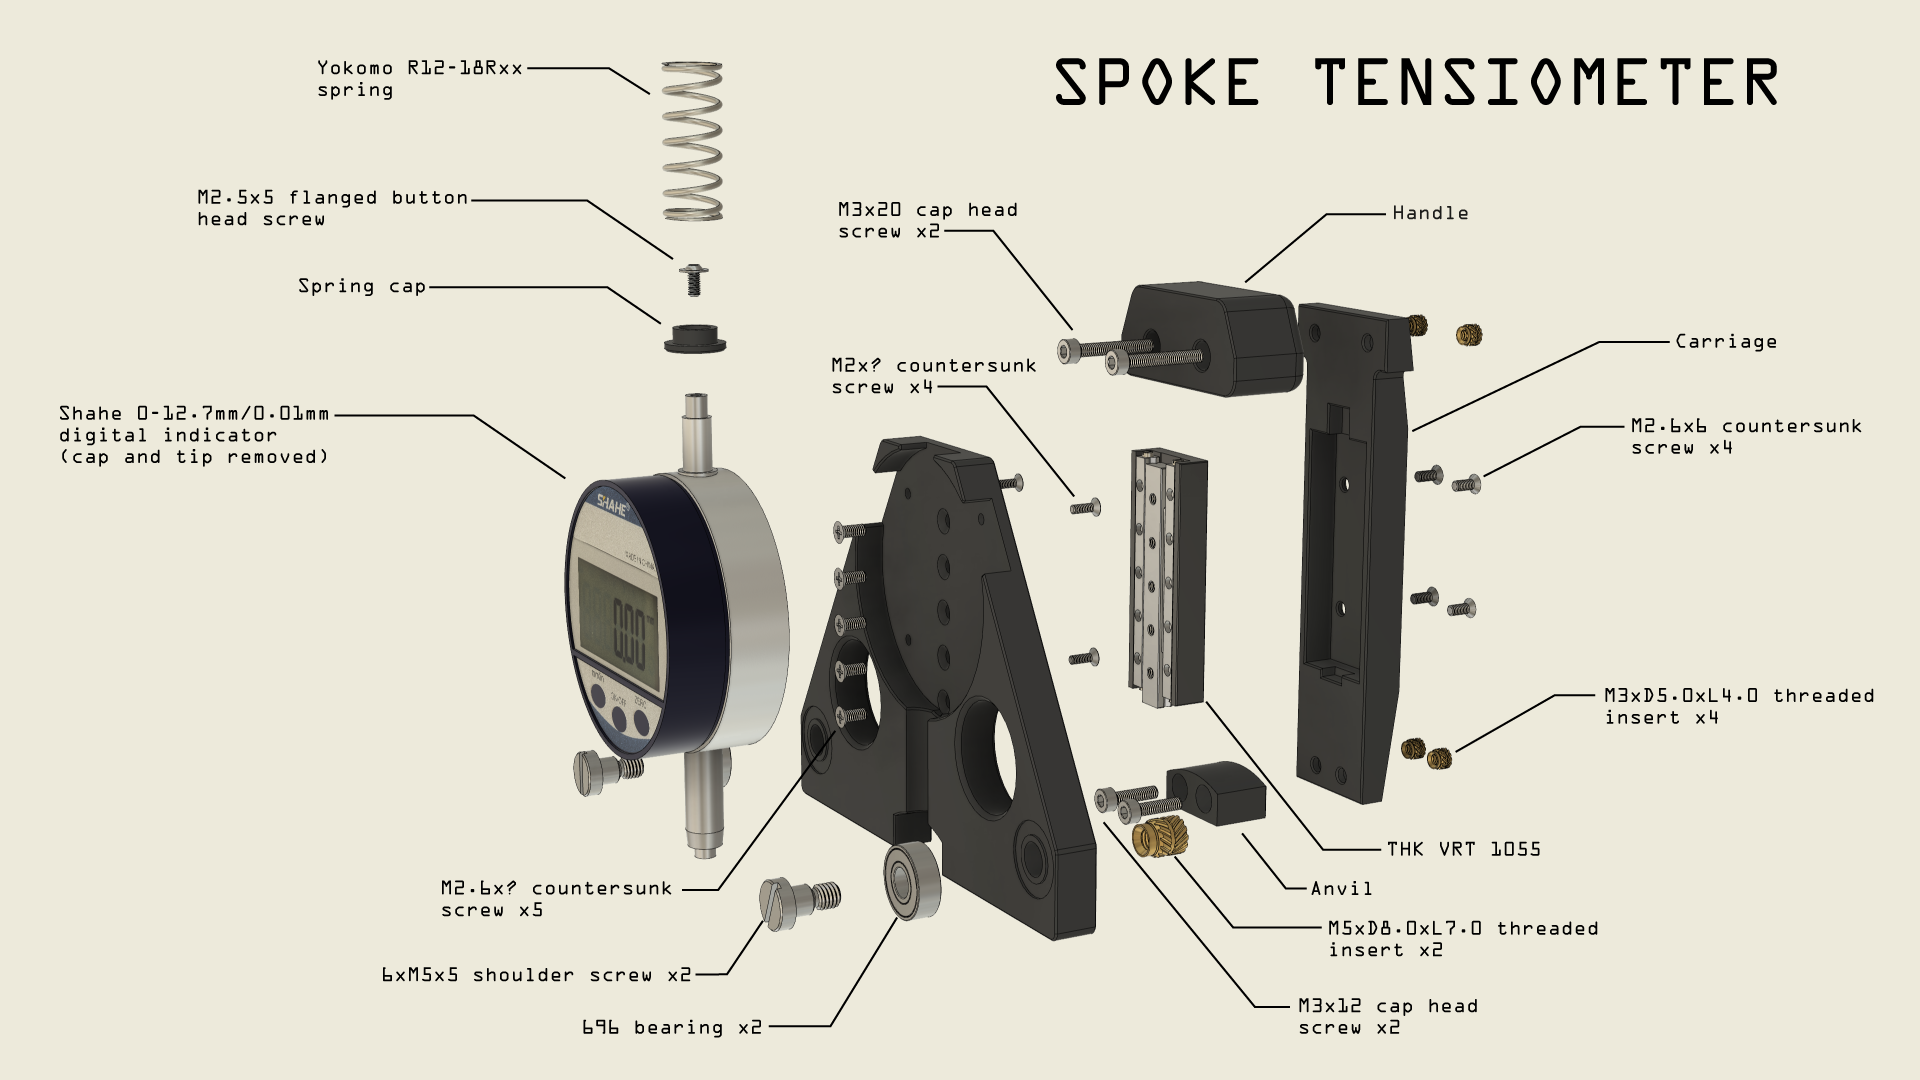 SPOKE TENSIOMETER
Yokomo R12-18Rxx
spring
M2.5x5 flanged button
head screw
Spring cap
Shahe 0-12.7mm/0.01mm
digital indicator
(cap and tip removed)
M3x20 cap head
screw x2
Handle
M2x? countersunk
screw x4
Carriage
M2.6x6 countersunk
screw x4
SHAHE
0.00
ON/OFF
ZERO
M3xD5.0xL4.0 threaded
insert x4
THK VRT 1055
Anvil
M2.6x? countersunk
screw x5
M5xD8.0xL7.0 threaded
insert x2
6xM5x5 shoulder screw x2
M3x12 cap head
screw x2
696 bearing x2